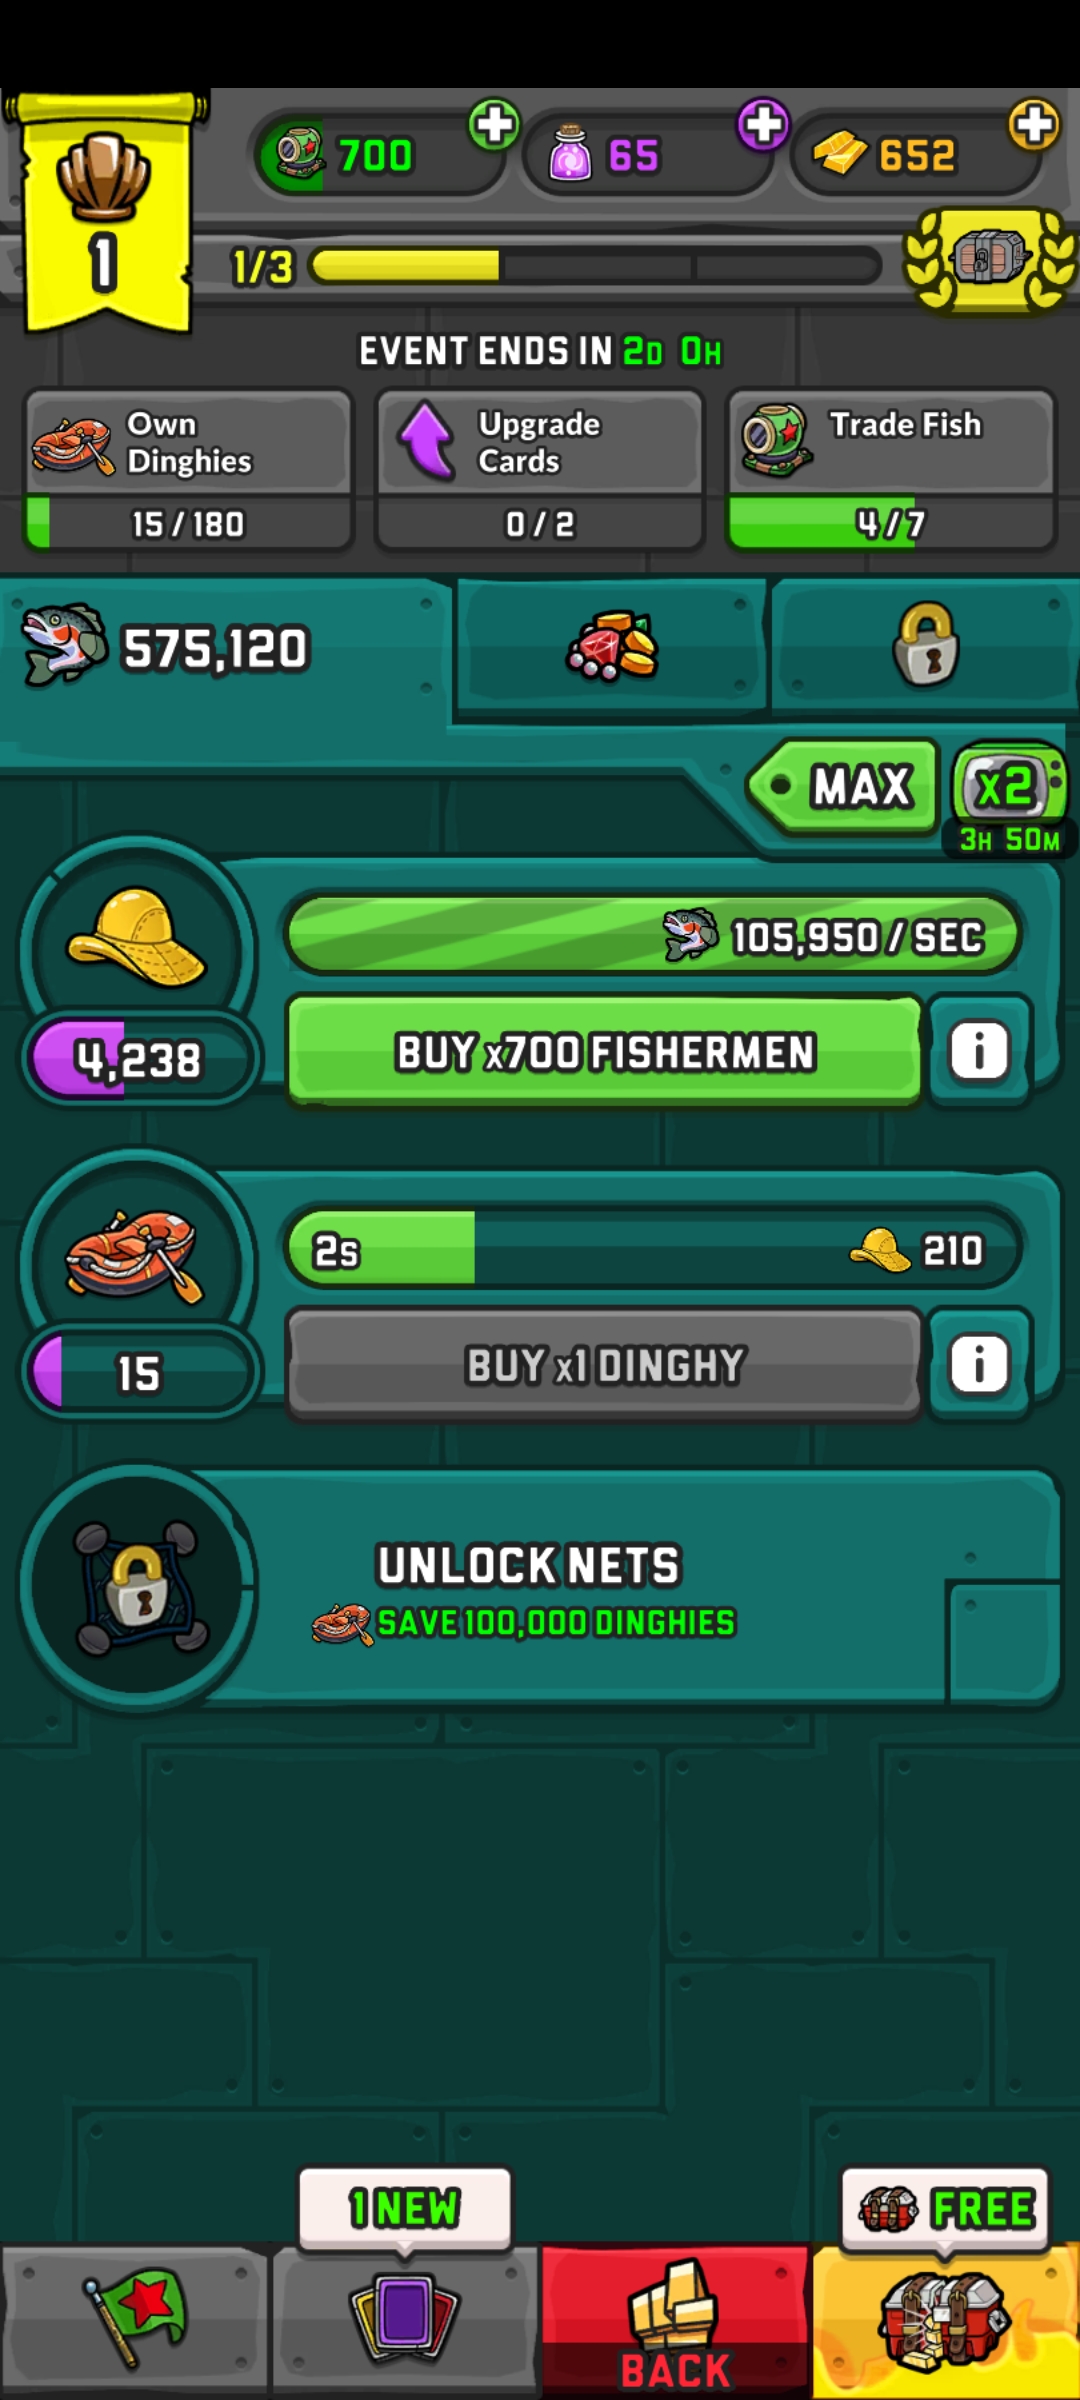 700
65
652
1
1/3
EVENT ENDS IN 2D 0H
Own
Dinghies
15 / 180
Upgrade
Cards
0 / 2
Trade Fish
4 / 7
575,120
MAX
x2
3H 50M
105,950 / SEC
4,238
BUY x700 FISHERMEN
i
2s
210
15
BUY x1 DINGHY
i
UNLOCK NETS
SAVE 100,000 DINGHIES
1 NEW
FREE
BACK